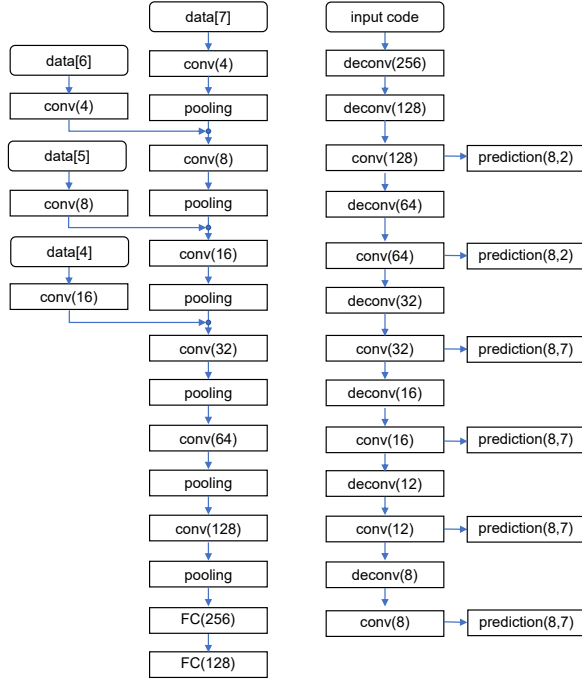 data[7]
conv(4)
data[6]
conv(4)
pooling
conv(8)
data[5]
conv(8)
pooling
conv(16)
data[4]
conv(16)
pooling
conv(32)
pooling
conv(64)
pooling
conv(128)
pooling
FC(256)
FC(128)
input code
deconv(256)
deconv(128)
conv(128)
prediction(8,2)
deconv(64)
conv(64)
prediction(8,2)
deconv(32)
conv(32)
prediction(8,7)
deconv(16)
conv(16)
prediction(8,7)
deconv(12)
conv(12)
prediction(8,7)
deconv(8)
conv(8)
prediction(8,7)